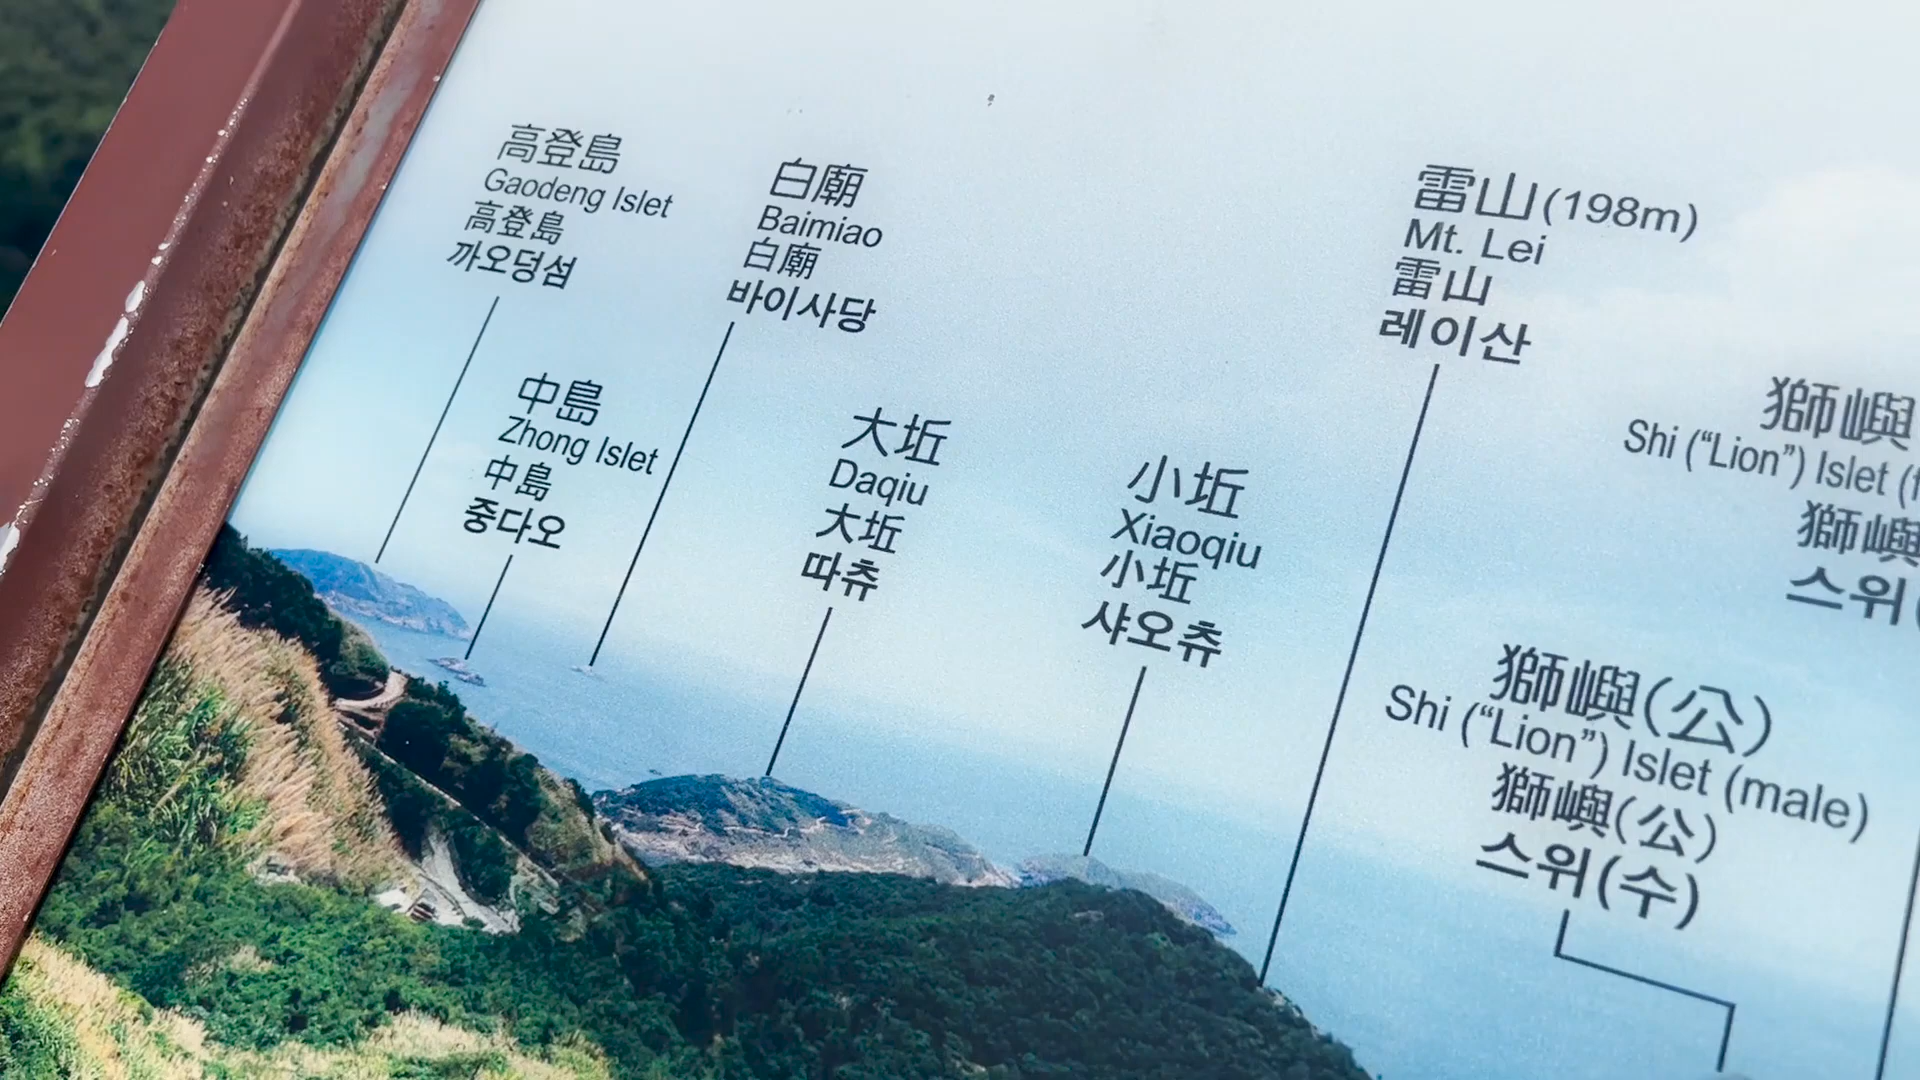 高登島
Gaodeng Islet
高登島
까오덩섬
白廟
Baimiao
白廟
바이사당
中島
Zhong Islet
中島
중다오
大坵
Daqiu
大坵
따츄
小坵
Xiaoqiu
小坵
샤오츄
雷山(198m)
Mt. Lei
雷山
레이산
獅嶼
Shi (“Lion”) Islet (
獅嶼
스위(
獅嶼(公)
Shi (“Lion”) Islet (male)
獅嶼(公)
스위(수)